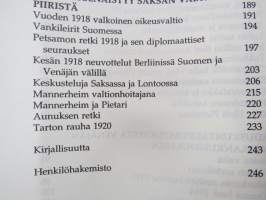 PIIRISTÄ 189
Vuoden 1918 valkoinen oikeusvaltio 191
Vankileirit Suomessa 194
Petsamon retki 1918 ja sen diplomaattiset
seuraukset 197
Kesän 1918 neuvottelut Berliinissä Suomen ja
Venäjän välillä 203
Keskusteluja Saksassa ja Lontoossa 206
Mannerheim valtionhoitajana 215
Mannerheim ja Pietari 220
Aunuksen retki 227
Tarton rauha 1920 233
Kirjallisuutta 243
Henkilöhakemisto 246